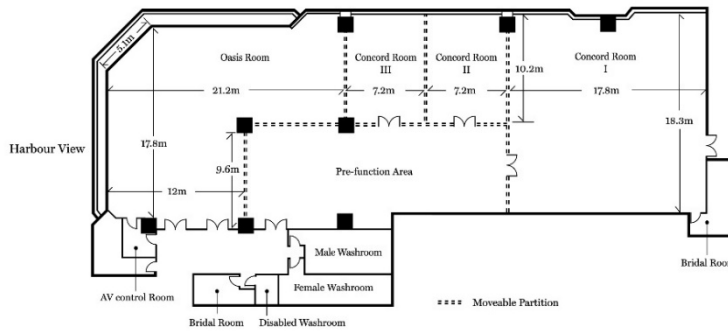 5.1m
Oasis Room
Concord Room
III
Concord Room
II
Concord Room
I
10.2m
21.2m
7.2m
7.2m
17.8m
18.3m
17.8m
Harbour View
9.6m
Pre-function Area
12m
Male Washroom
Female Washroom
AV control Room
Bridal Room
Disabled Washroom
Moveable Partition
Bridal Room